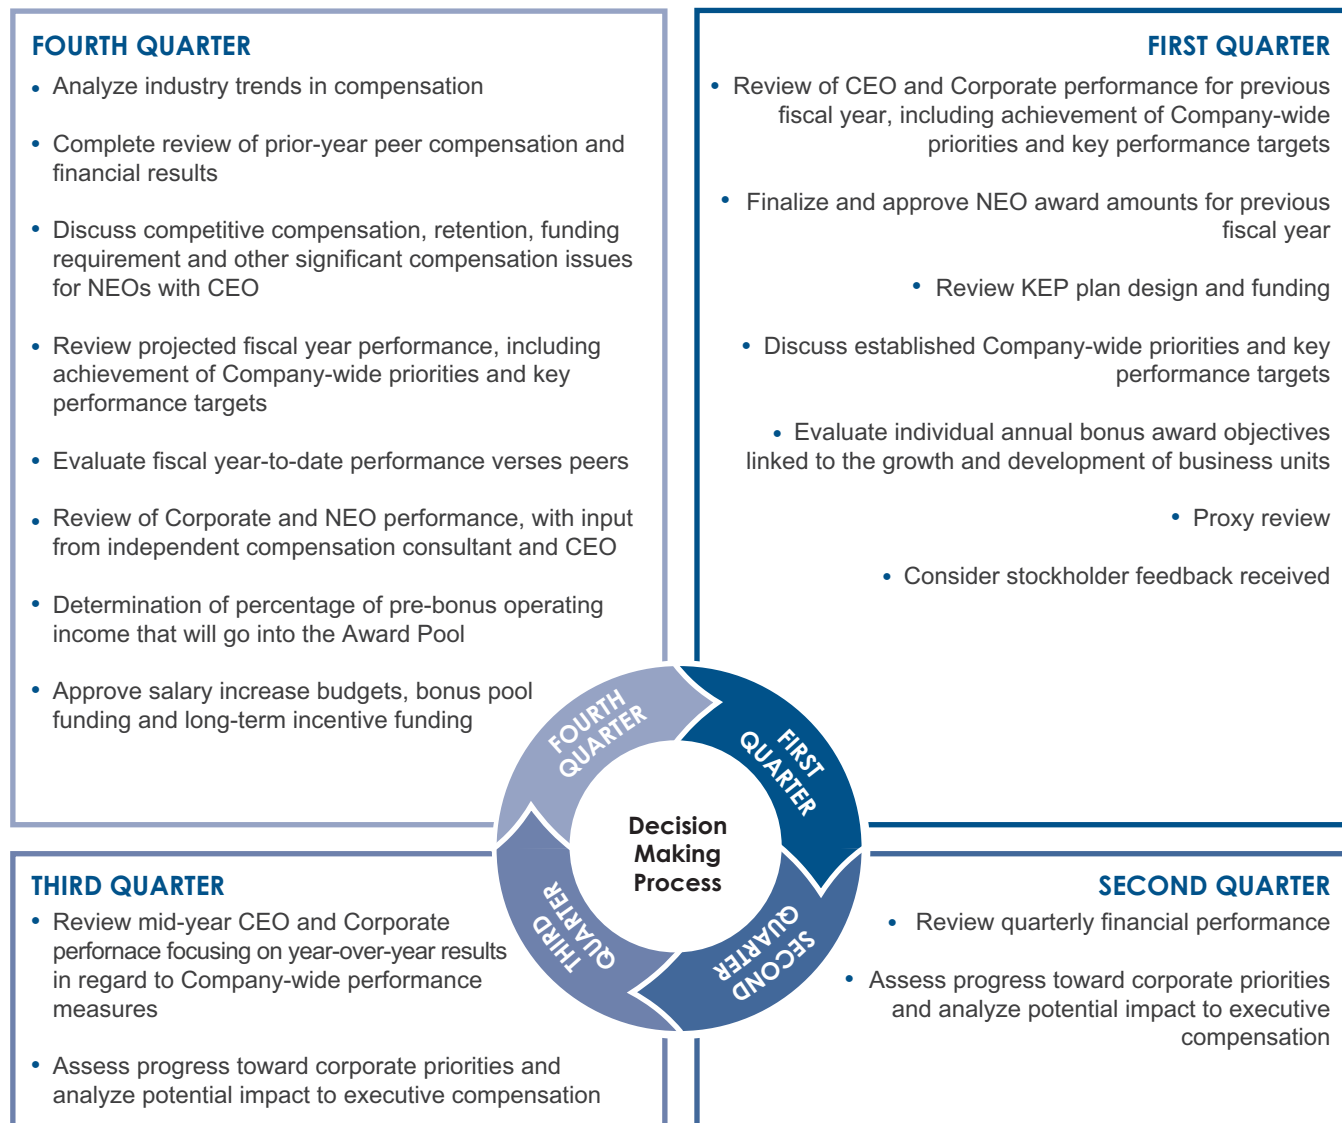 FOURTH QUARTER
• Analyze industry trends in compensation
• Complete review of prior-year peer compensation and
financial results
• Discuss competitive compensation, retention, funding
requirement and other significant compensation issues
for NEOs with CEO
• Review projected fiscal year performance, including
achievement of Company-wide priorities and key
performance targets
• Evaluate fiscal year-to-date performance verses peers
• Review of Corporate and NEO performance, with input
from independent compensation consultant and CEO
• Determination of percentage of pre-bonus operating
income that will go into the Award Pool
• Approve salary increase budgets, bonus pool
funding and long-term incentive funding
FIRST QUARTER
• Review of CEO and Corporate performance for previous
fiscal year, including achievement of Company-wide
priorities and key performance targets
• Finalize and approve NEO award amounts for previous
fiscal year
• Review KEP plan design and funding
• Discuss established Company-wide priorities and key
performance targets
• Evaluate individual annual bonus award objectives
linked to the growth and development of business units
• Proxy review
• Consider stockholder feedback received
FOURTH
QUARTER
FIRST
QUARTER
Decision
Making
Process
THIRD
QUARTER
SECOND
QUARTER
THIRD QUARTER
• Review mid-year CEO and Corporate
perfornace focusing on year-over-year results
in regard to Company-wide performance
measures
• Assess progress toward corporate priorities and
analyze potential impact to executive compensation
SECOND QUARTER
• Review quarterly financial performance
• Assess progress toward corporate priorities
and analyze potential impact to executive
compensation